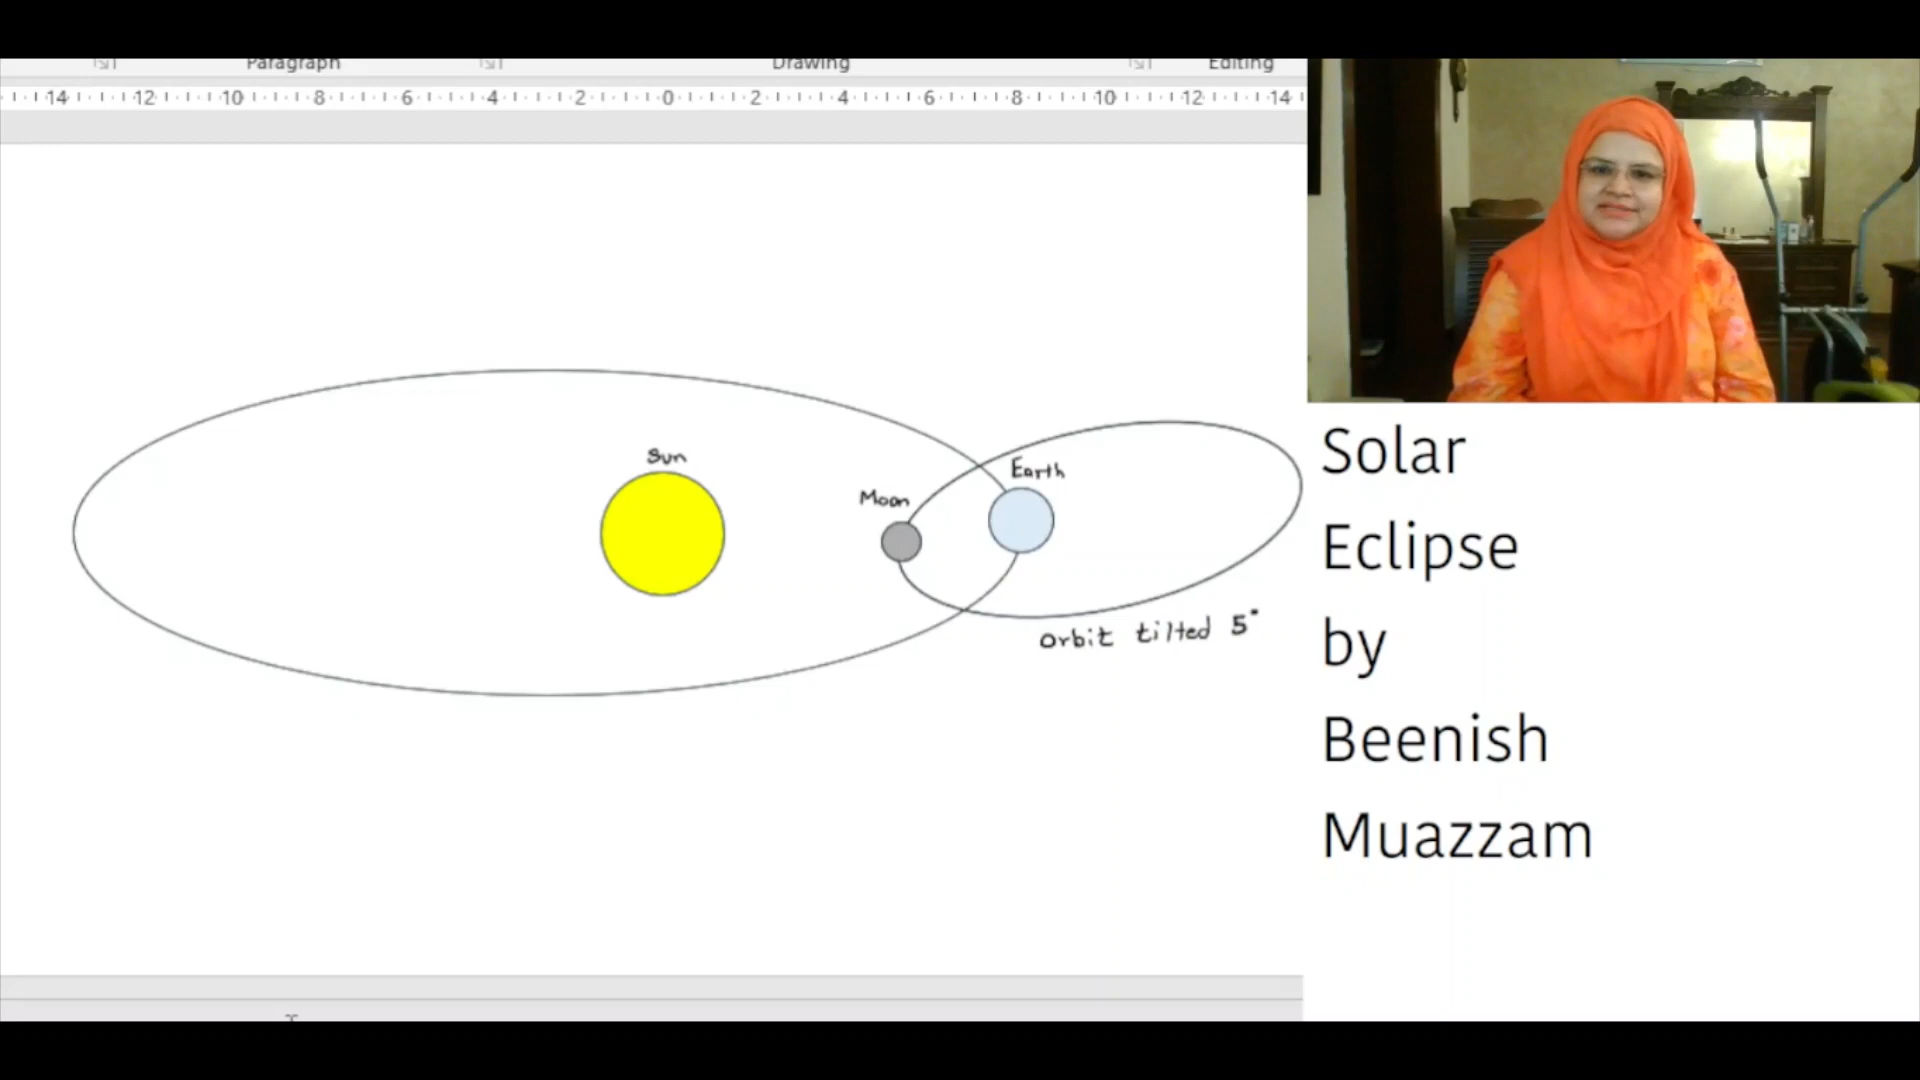 Paragraph Drawing Editing
14 12 10 8 6 4 2 0 2 4 6 8 10 12 14
Sun
Moon
Earth
orbit tilted 5°
Solar
Eclipse
by
Beenish
Muazzam